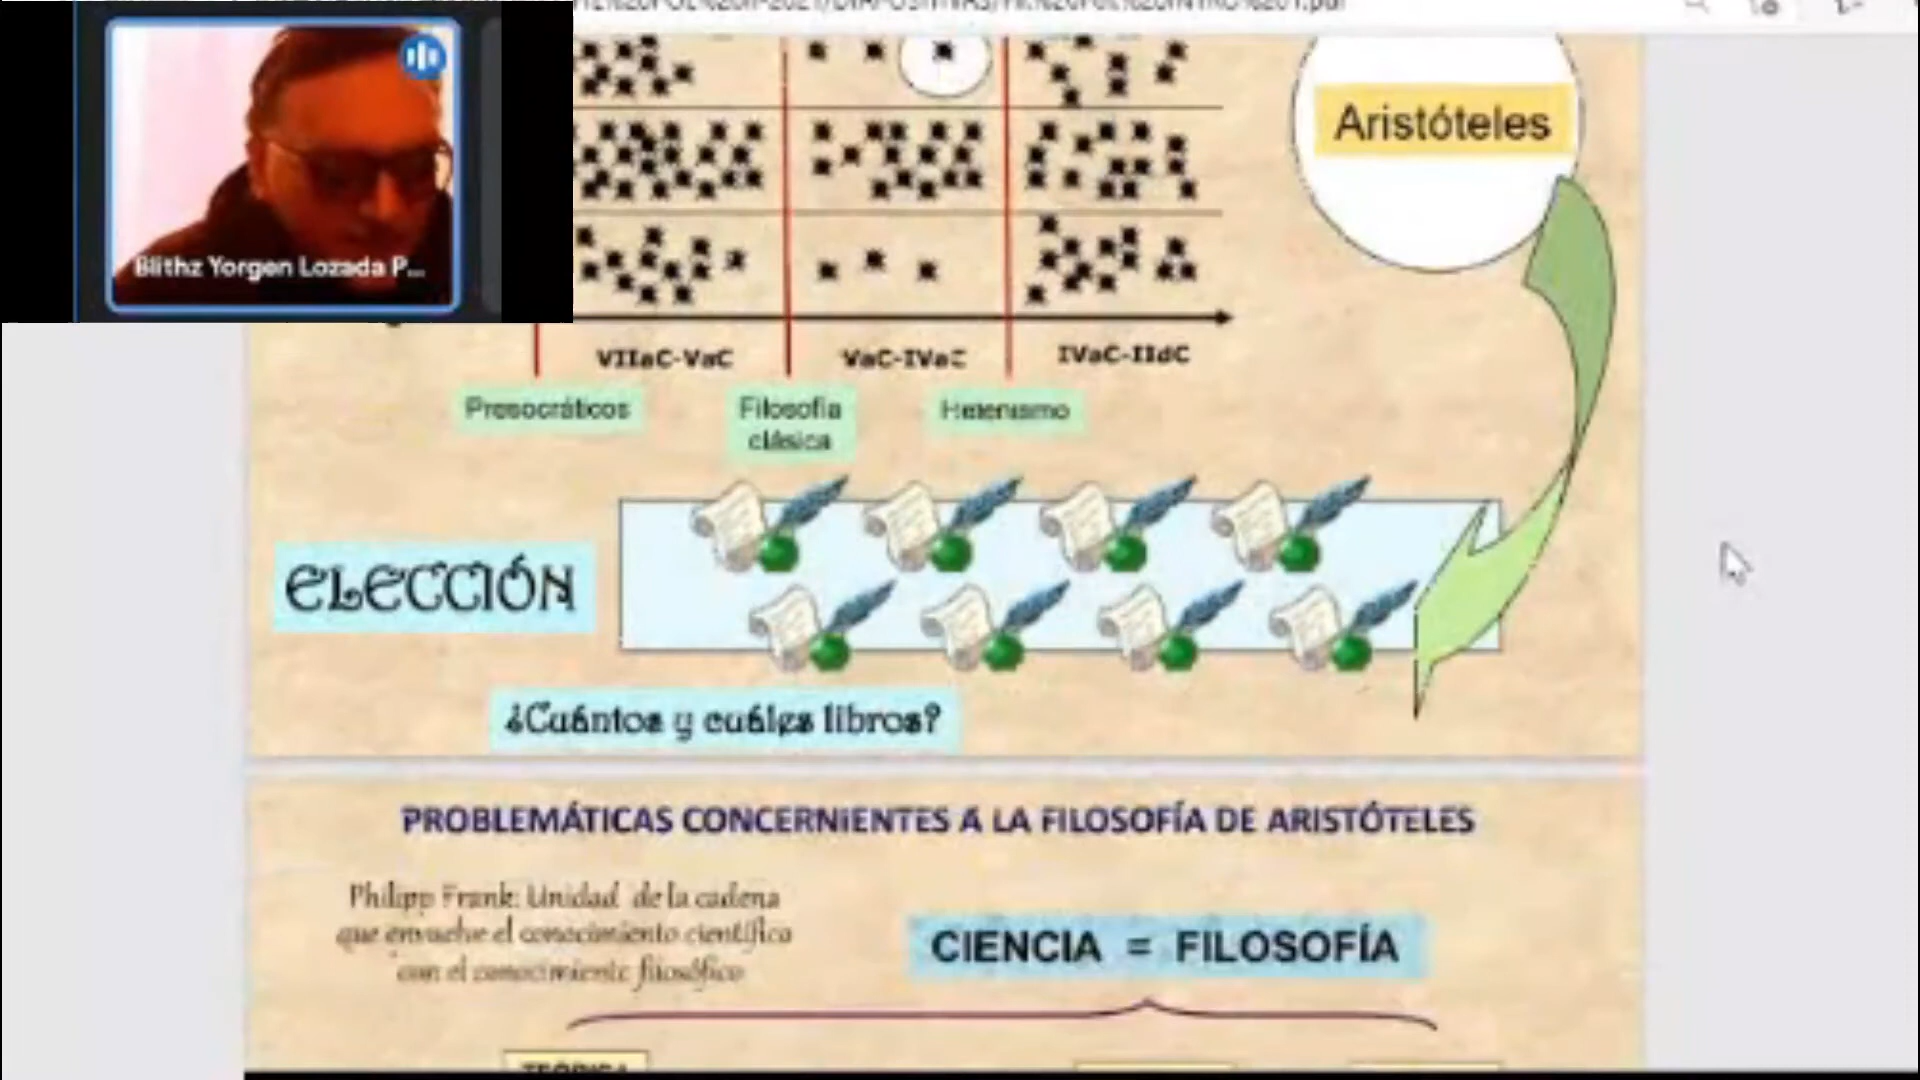 Aristóteles
Blithz Yorgen Lozada P...
VIIaC-VaC
VaC-IVaC
IVaC-IIdC
Presocráticos
Filosofía
clásica
Helenismo
ELECCIÓN
¿Cuántos y cuáles libros?
PROBLEMÁTICAS CONCERNIENTES A LA FILOSOFÍA DE ARISTÓTELES
Philipp Frank: Unidad de la cadena
que envuelve el conocimiento científico
con el conocimiento filosófico
CIENCIA = FILOSOFÍA